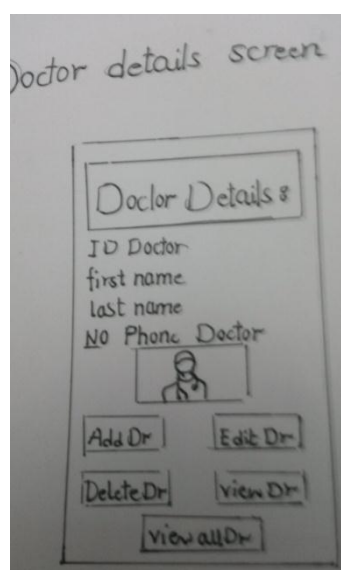 Doctor details screen
Doctor Details:
ID Doctor
first name
last name
No Phone Doctor
Add Dr
Edit Dr
Delete Dr
view Dr
view all Dr